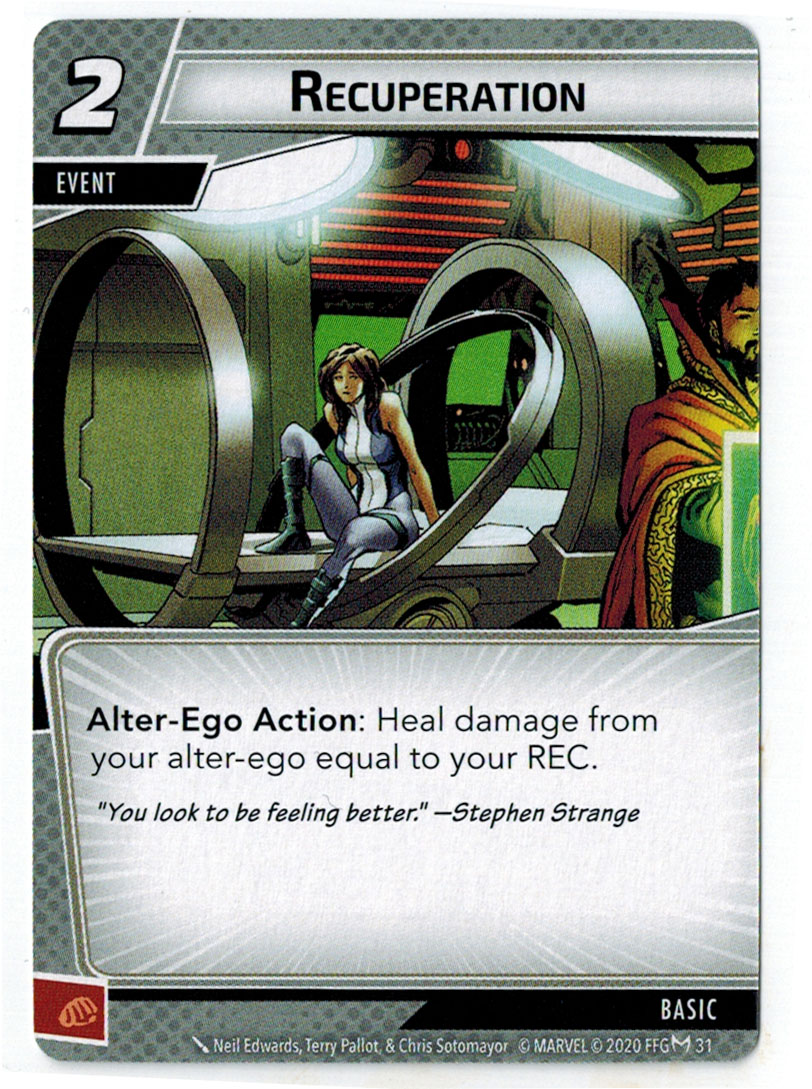 2
RECUPERATION
EVENT
Alter-Ego Action: Heal damage from
your alter-ego equal to your REC.
"You look to be feeling better." —Stephen Strange
BASIC
Neil Edwards, Terry Pallot, & Chris Sotomayor © MARVEL © 2020 FFG 31